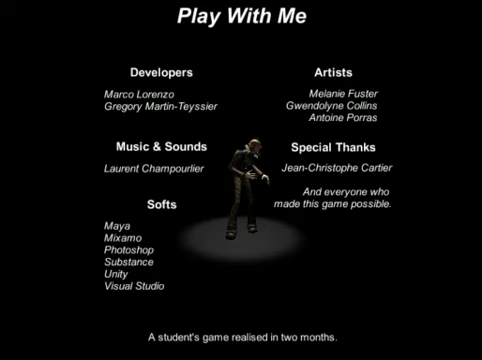 Play With Me
Developers
Marco Lorenzo
Gregory Martin-Teyssier
Artists
Melanie Fuster
Gwendolyne Collins
Antoine Porras
Music & Sounds
Laurent Champourlier
Special Thanks
Jean-Christophe Cartier
And everyone who
made this game possible.
Softs
Maya
Mixamo
Photoshop
Substance
Unity
Visual Studio
A student's game realised in two months.